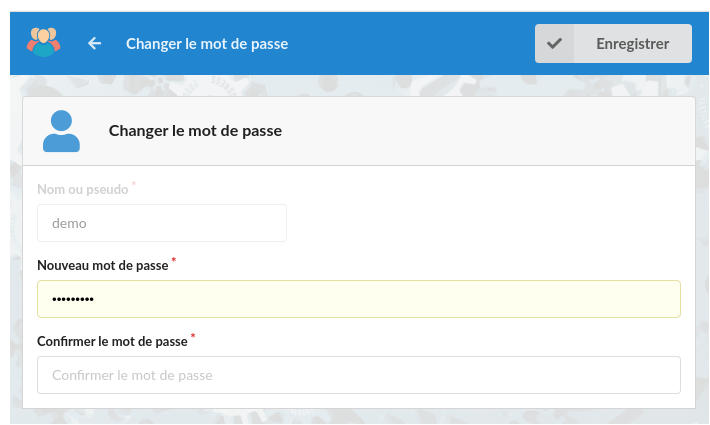 Changer le mot de passe
Enregistrer
Changer le mot de passe
Nom ou pseudo *
demo
Nouveau mot de passe *
•••••••••
Confirmer le mot de passe *
Confirmer le mot de passe